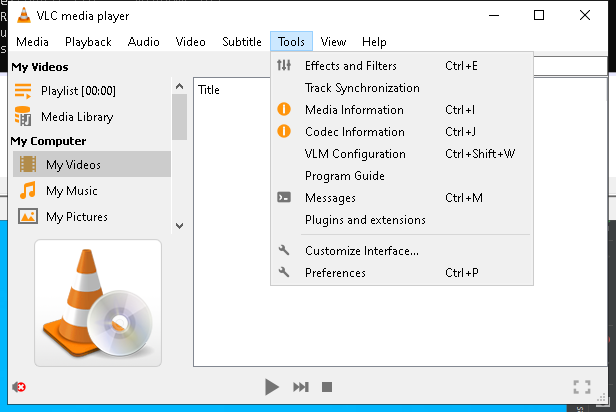 VLC media player
Media Playback Audio Video Subtitle Tools View Help
My Videos
Playlist [00:00]
Media Library
My Computer
My Videos
My Music
My Pictures
Title
Effects and Filters Ctrl+E
Track Synchronization
Media Information Ctrl+I
Codec Information Ctrl+J
VLM Configuration Ctrl+Shift+W
Program Guide
Messages Ctrl+M
Plugins and extensions
Customize Interface...
Preferences Ctrl+P